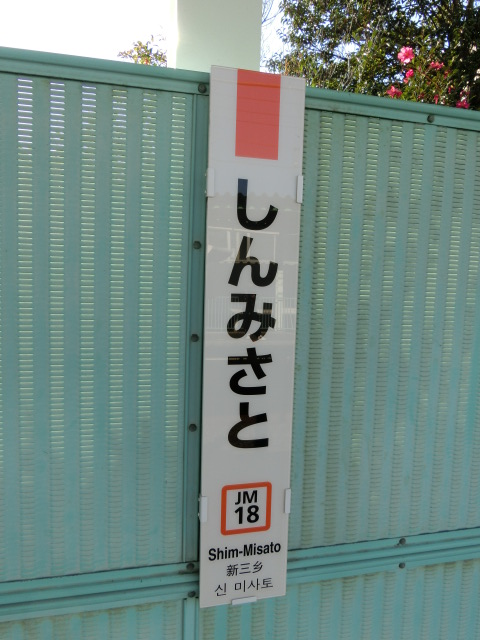 しんみさと
JM
18
Shim-Misato
新三乡
신 미사토